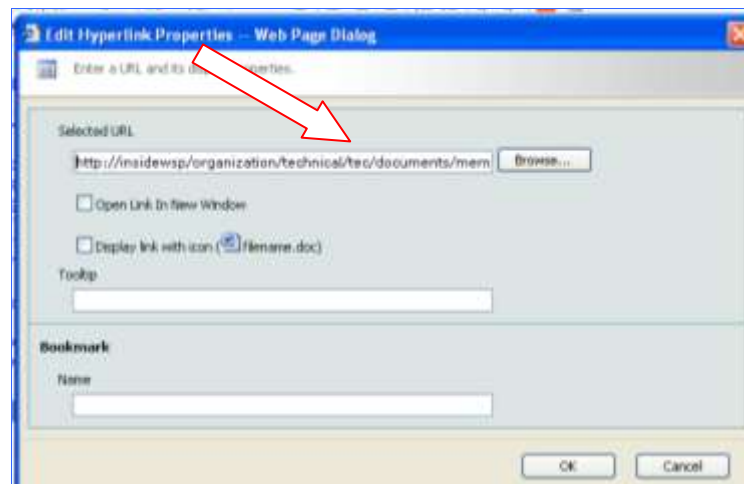 Edit Hyperlink Properties -- Web Page Dialog
Enter a URL and its properties.
Selected URL
http://insidewsp/organization/technical/tec/documents/mem
Browse...
Open Link In New Window
Display link with icon (filename.doc)
Tooltip
Bookmark
Name
OK
Cancel